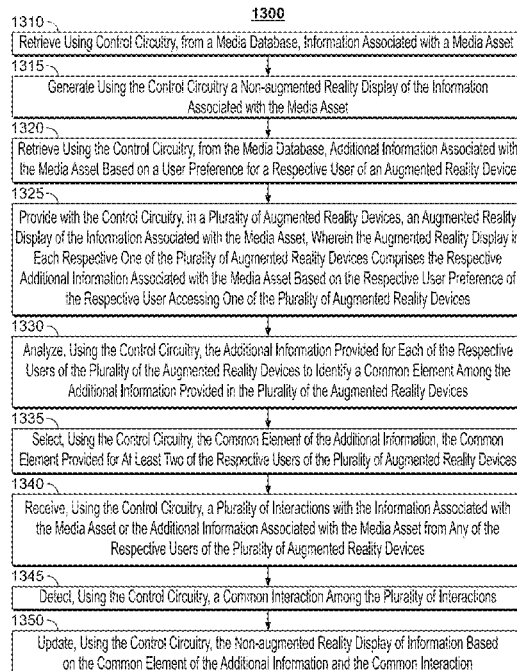 1300
1310
Retrieve Using Control Circuitry, from a Media Database, Information Associated with a Media Asset
1315
Generate Using the Control Circuitry a Non-augmented Reality Display of the Information
Associated with the Media Asset
1320
Retrieve Using the Control Circuitry, from the Media Database, Additional Information Associated with
the Media Asset Based on a User Preference for a Respective User of an Augmented Reality Device
1325
Provide with the Control Circuitry, in a Plurality of Augmented Reality Devices, an Augmented Reality
Display of the Information Associated with the Media Asset, Wherein the Augmented Reality Display in
Each Respective One of the Plurality of Augmented Reality Devices Comprises the Respective
Additional Information Associated with the Media Asset Based on the Respective User Preference of
the Respective User Accessing One of the Plurality of Augmented Reality Devices
1330
Analyze, Using the Control Circuitry, the Additional Information Provided for Each of the Respective
Users of the Plurality of the Augmented Reality Devices to Identify a Common Element Among the
Additional Information Provided in the Plurality of the Augmented Reality Devices
1335
Select, Using the Control Circuitry, the Common Element of the Additional Information, the Common
Element Provided for At Least Two of the Respective Users of the Plurality of Augmented Reality Devices
1340
Receive, Using the Control Circuitry, a Plurality of Interactions with the Information Associated with
the Media Asset or the Additional Information Associated with the Media Asset from Any of the
Respective Users of the Plurality of Augmented Reality Devices
1345
Detect, Using the Control Circuitry, a Common Interaction Among the Plurality of Interactions
1350
Update, Using the Control Circuitry, the Non-augmented Reality Display of Information Based
on the Common Element of the Additional Information and the Common Interaction